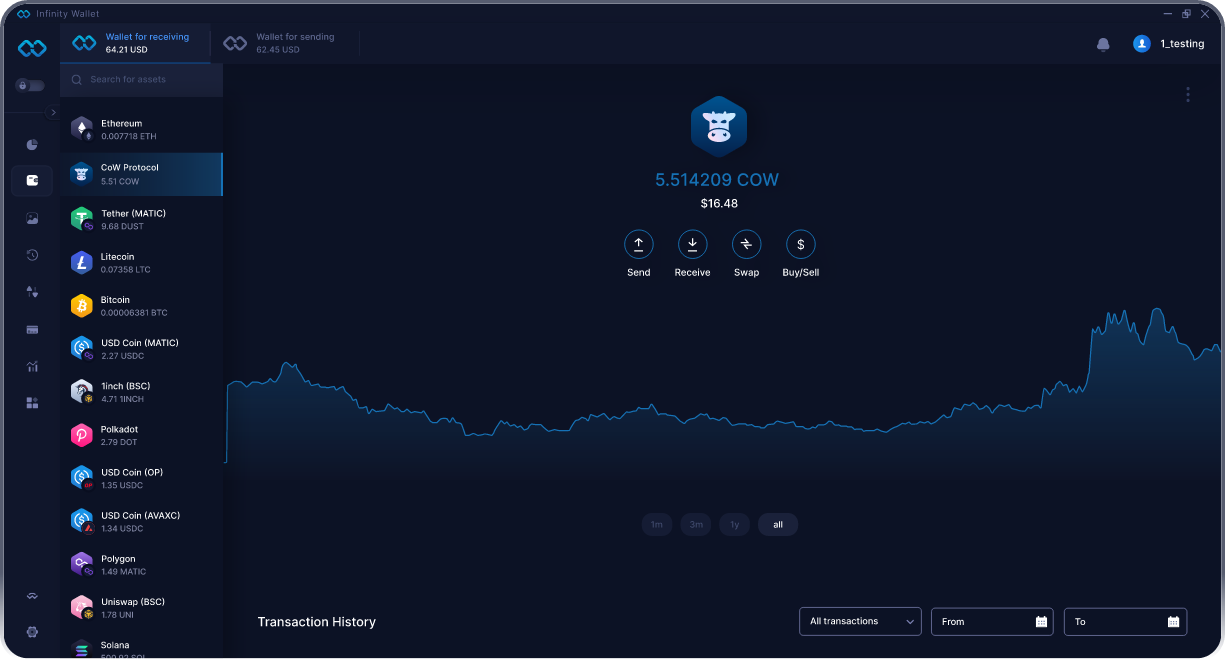 Infinity Wallet
Wallet for receiving
64.21 USD
Wallet for sending
62.45 USD
1_testing
Search for assets
Ethereum
0.007718 ETH
CoW Protocol
5.51 COW
Tether (MATIC)
9.68 DUST
Litecoin
0.07358 LTC
Bitcoin
0.00006381 BTC
USD Coin (MATIC)
2.27 USDC
1inch (BSC)
4.71 1INCH
Polkadot
2.79 DOT
USD Coin (OP)
1.35 USDC
USD Coin (AVAXC)
1.34 USDC
Polygon
1.49 MATIC
Uniswap (BSC)
1.78 UNI
Solana
5.514209 COW
$16.48
Send
Receive
Swap
Buy/Sell
1m
3m
1y
all
Transaction History
All transactions
From
To